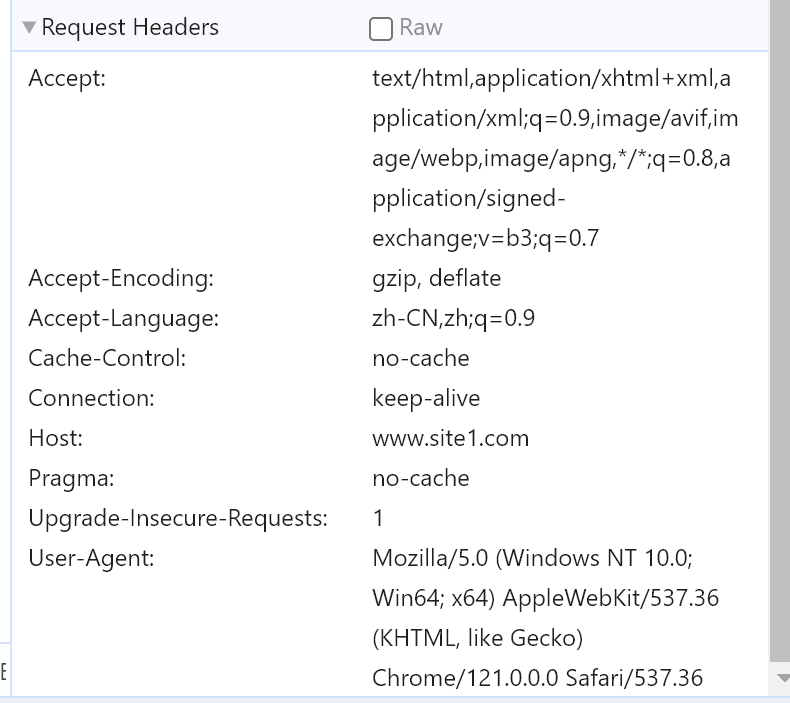 Request Headers
Raw
Accept:
text/html,application/xhtml+xml,a
pplication/xml;q=0.9,image/avif,im
age/webp,image/apng,*/*;q=0.8,a
pplication/signed-
exchange;v=b3;q=0.7
Accept-Encoding: gzip, deflate
Accept-Language: zh-CN,zh;q=0.9
Cache-Control: no-cache
Connection: keep-alive
Host: www.site1.com
Pragma: no-cache
Upgrade-Insecure-Requests: 1
User-Agent: Mozilla/5.0 (Windows NT 10.0;
Win64; x64) AppleWebKit/537.36
(KHTML, like Gecko)
Chrome/121.0.0.0 Safari/537.36